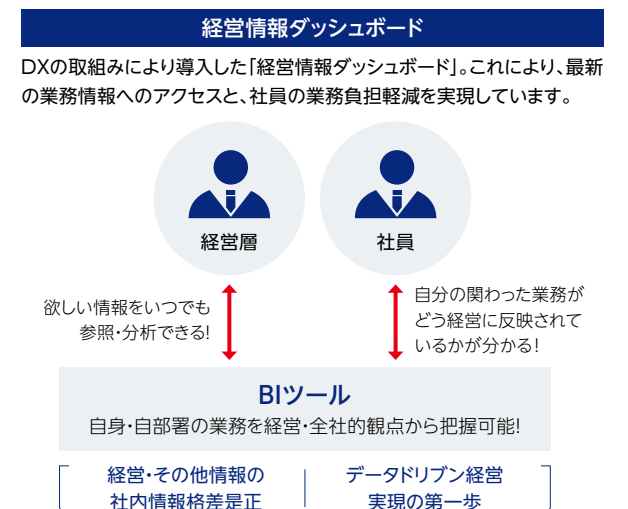 経営情報ダッシュボード
DXの取組みにより導入した「経営情報ダッシュボード」。これにより、最新
の業務情報へのアクセスと、社員の業務負担軽減を実現しています。
経営層
社員
欲しい情報をいつでも
参照・分析できる!
自分の関わった業務が
どう経営に反映されて
いるかが分かる!
BIツール
自身・自部署の業務を経営・全社的観点から把握可能!
経営・その他情報の
社内情報格差是正
データドリブン経営
実現の第一歩